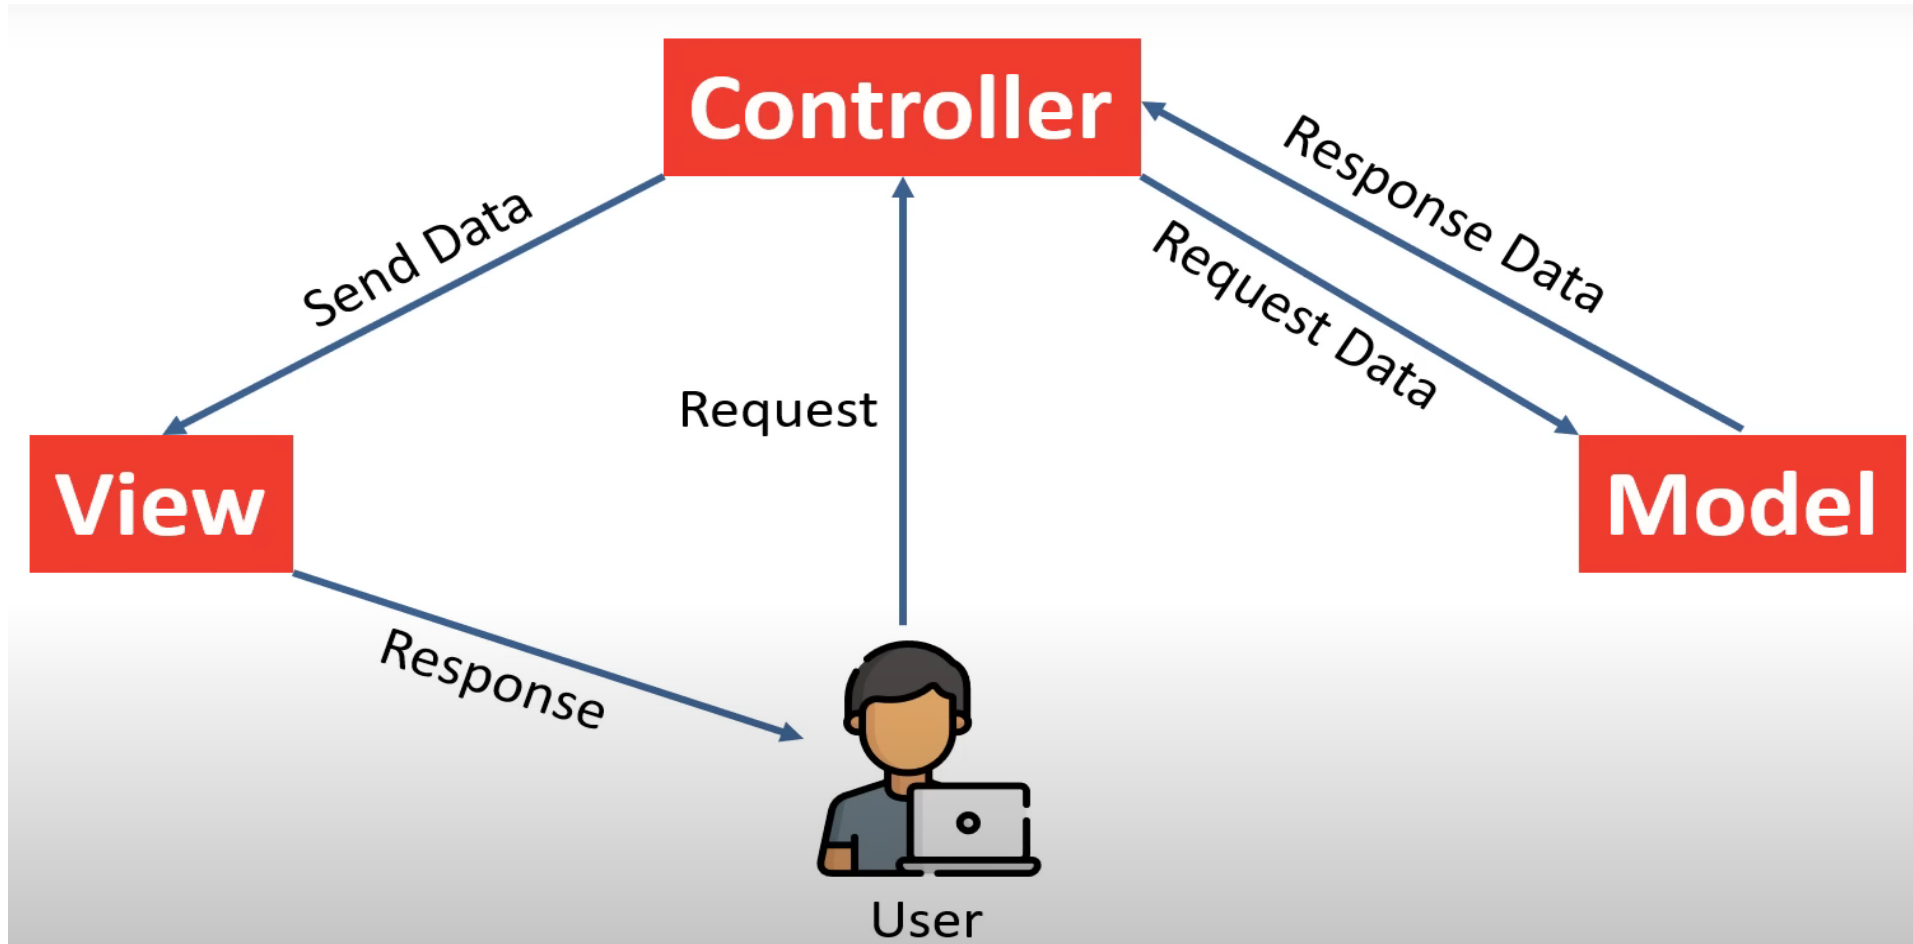 Controller
Response Data
Send Data
Request Data
Request
View
Model
Response
User